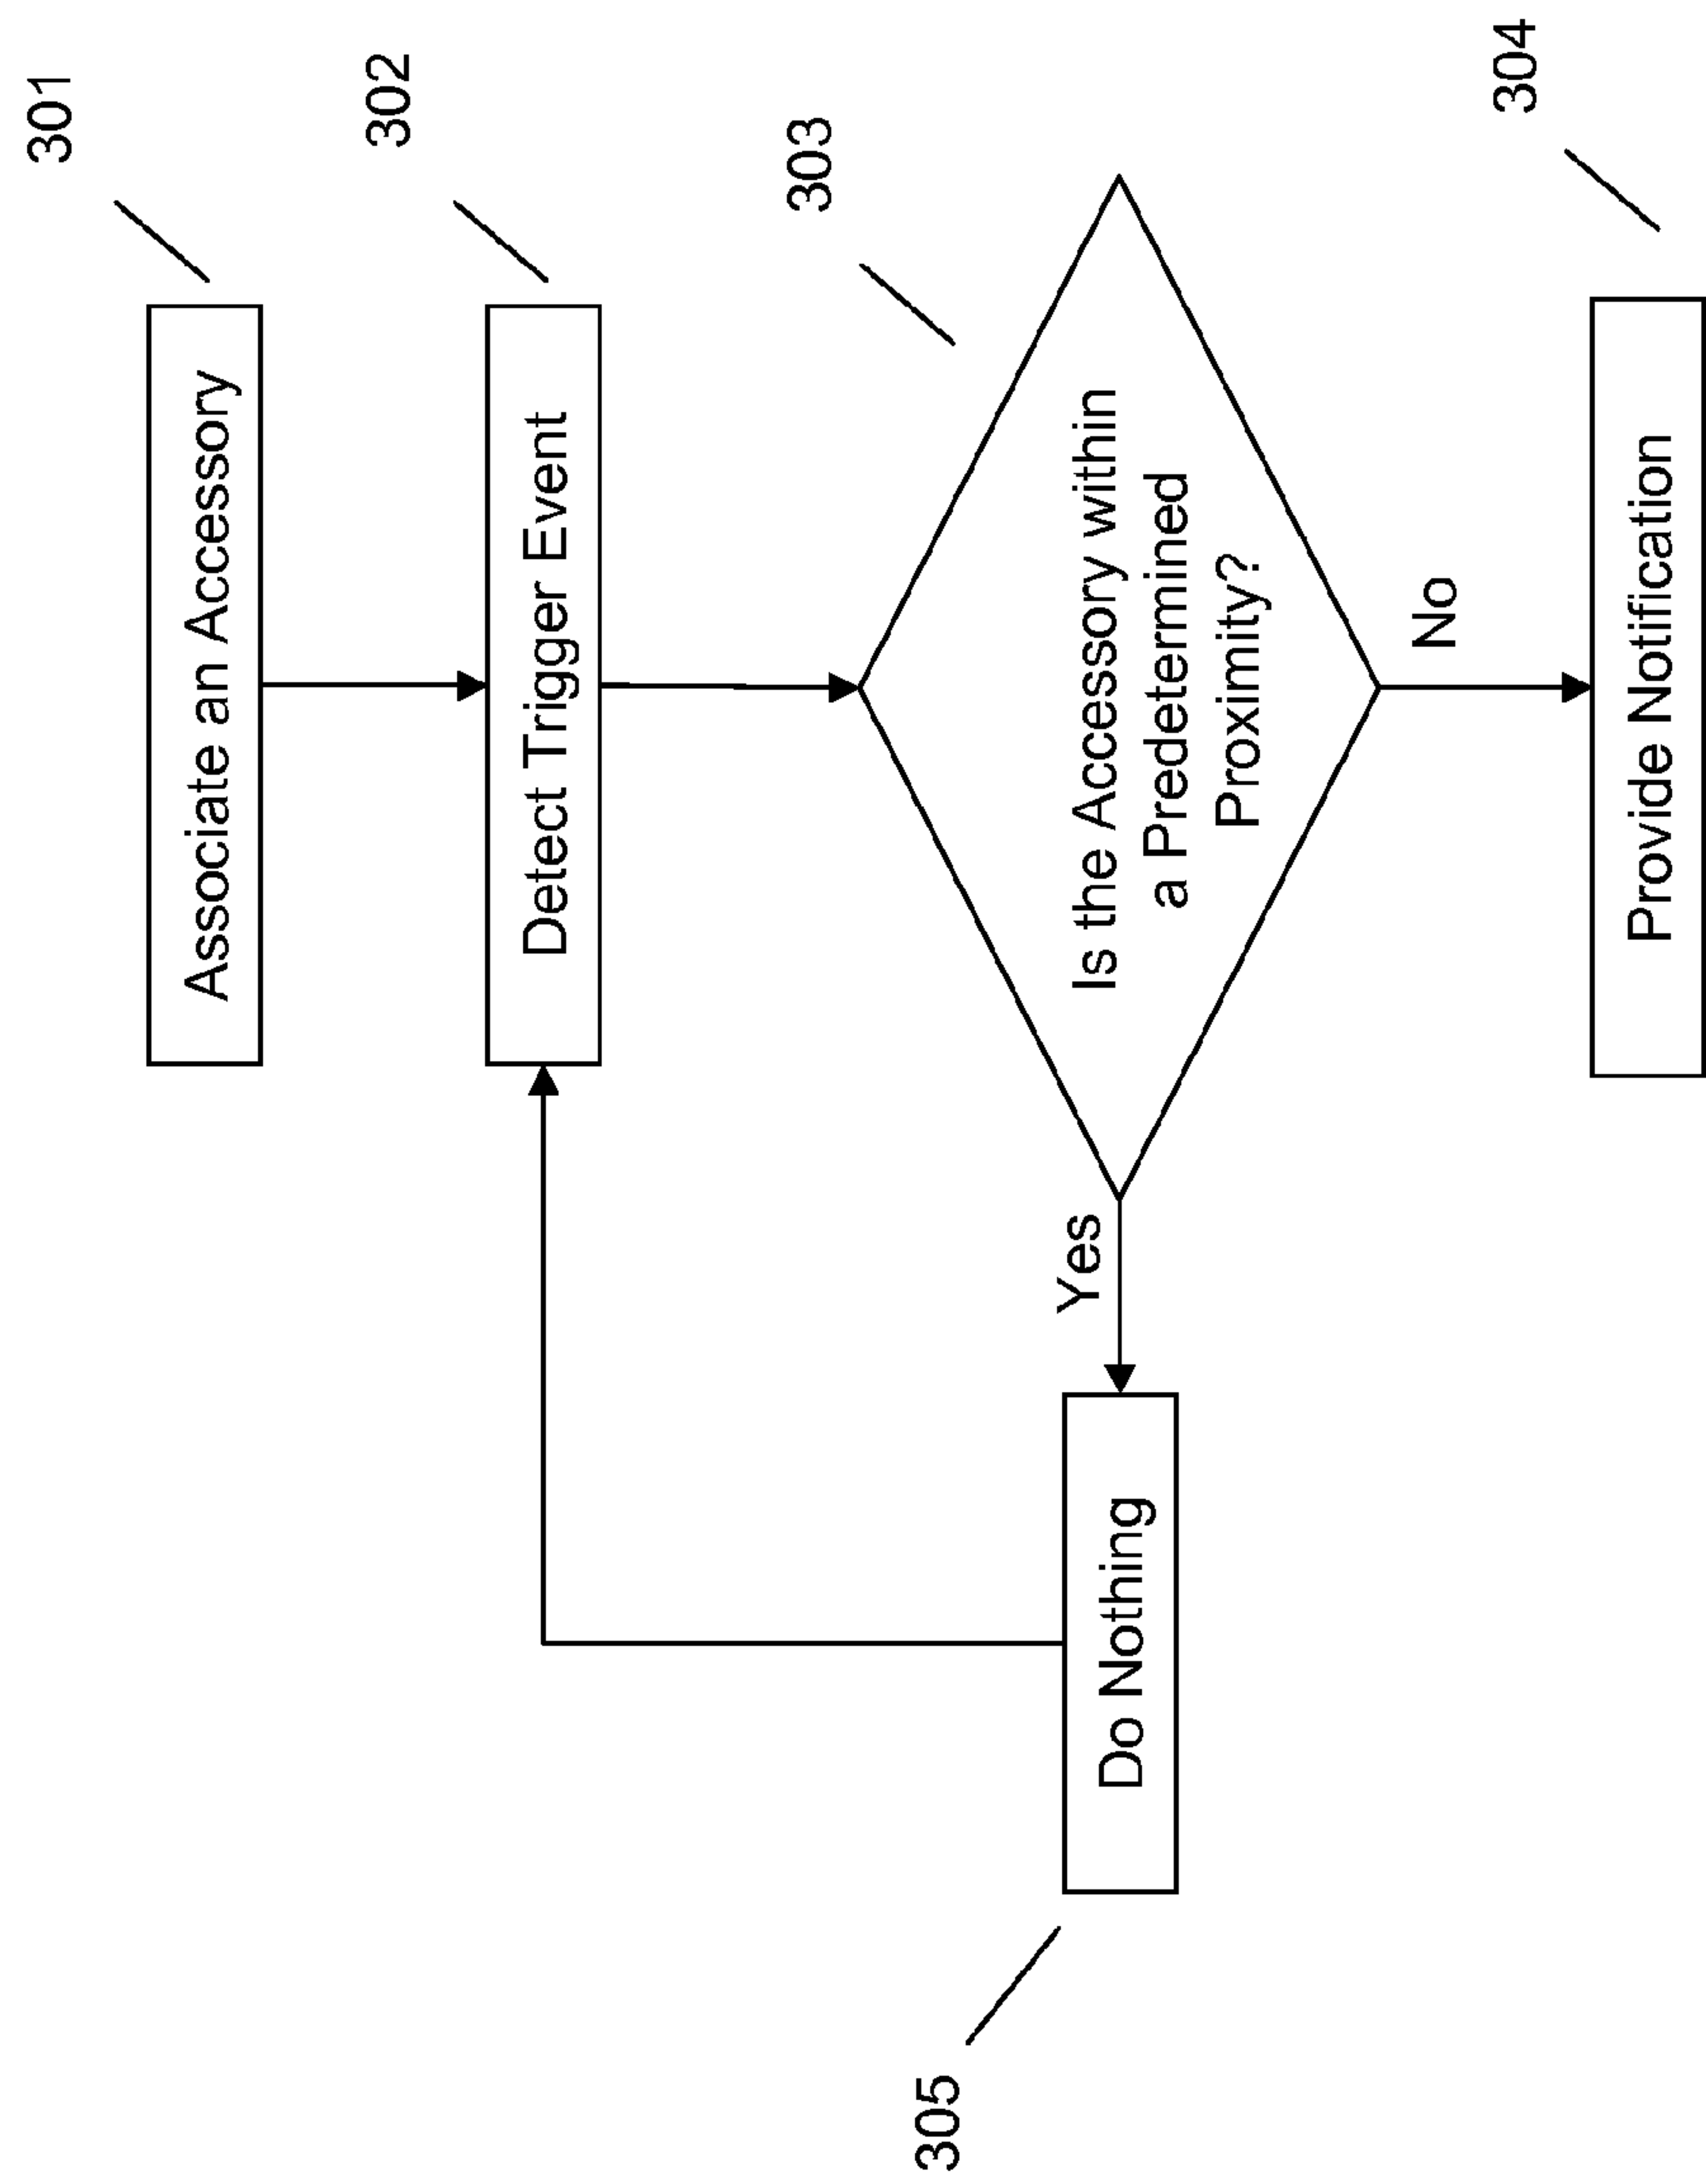 301
Associate an Accessory
302
Detect Trigger Event
303
Is the Accessory within
a Predetermined
Proximity?
Yes
No
305
Do Nothing
304
Provide Notification